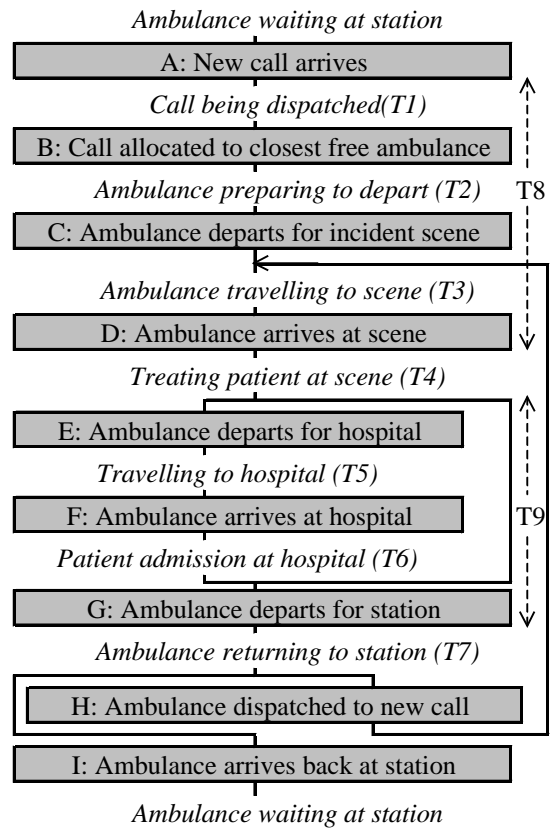 Ambulance waiting at station
A: New call arrives
Call being dispatched(T1)
B: Call allocated to closest free ambulance
Ambulance preparing to depart (T2)
T8
C: Ambulance departs for incident scene
Ambulance travelling to scene (T3)
D: Ambulance arrives at scene
Treating patient at scene (T4)
E: Ambulance departs for hospital
Travelling to hospital (T5)
F: Ambulance arrives at hospital
T9
Patient admission at hospital (T6)
G: Ambulance departs for station
Ambulance returning to station (T7)
H: Ambulance dispatched to new call
I: Ambulance arrives back at station
Ambulance waiting at station